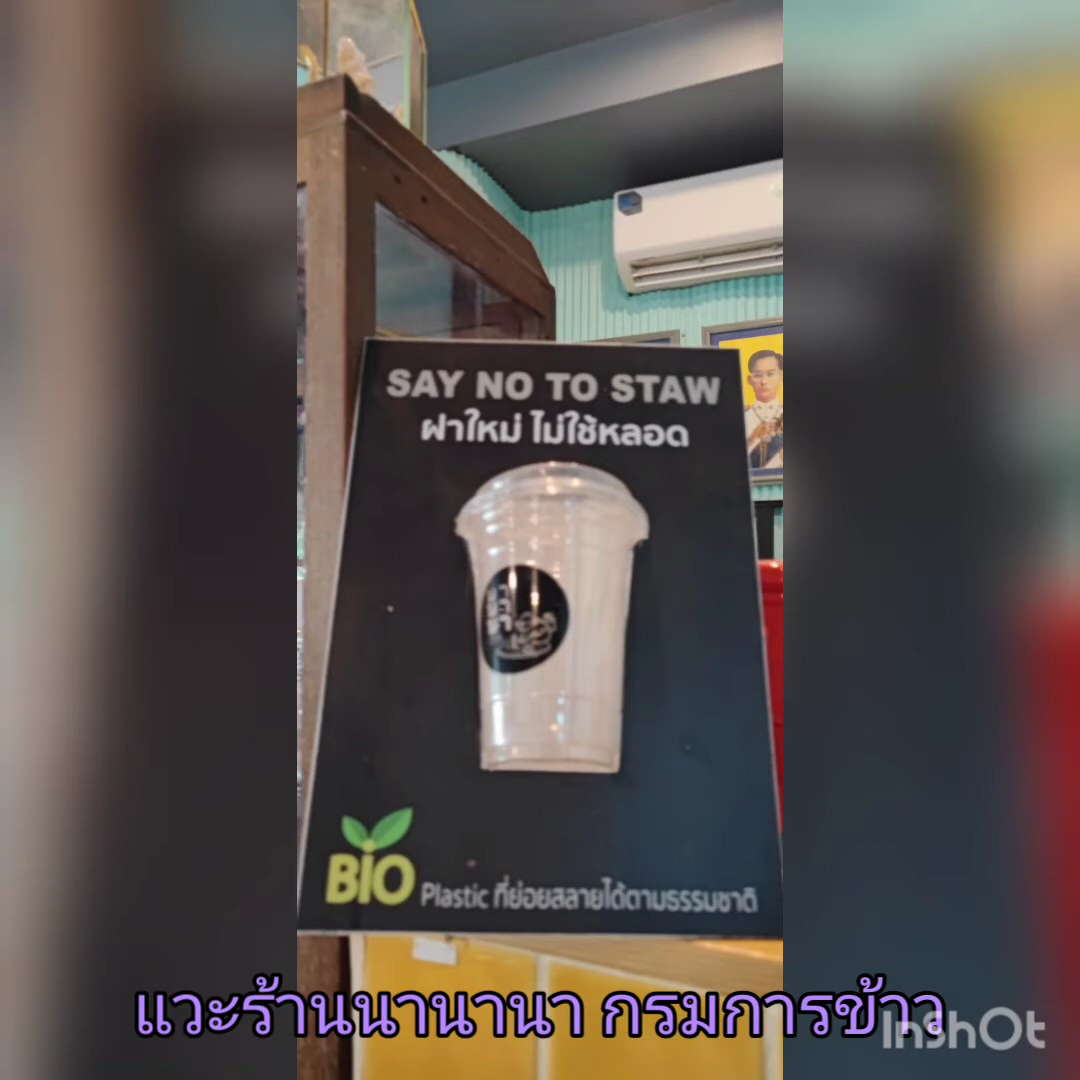 SAY NO TO STAW
ฝาใหม่ ไม่ใช้หลอด
BIO Plastic ที่ย่อยสลายได้ตามธรรมชาติ
แวะร้านนานานา กรมการข้าว
InShOt